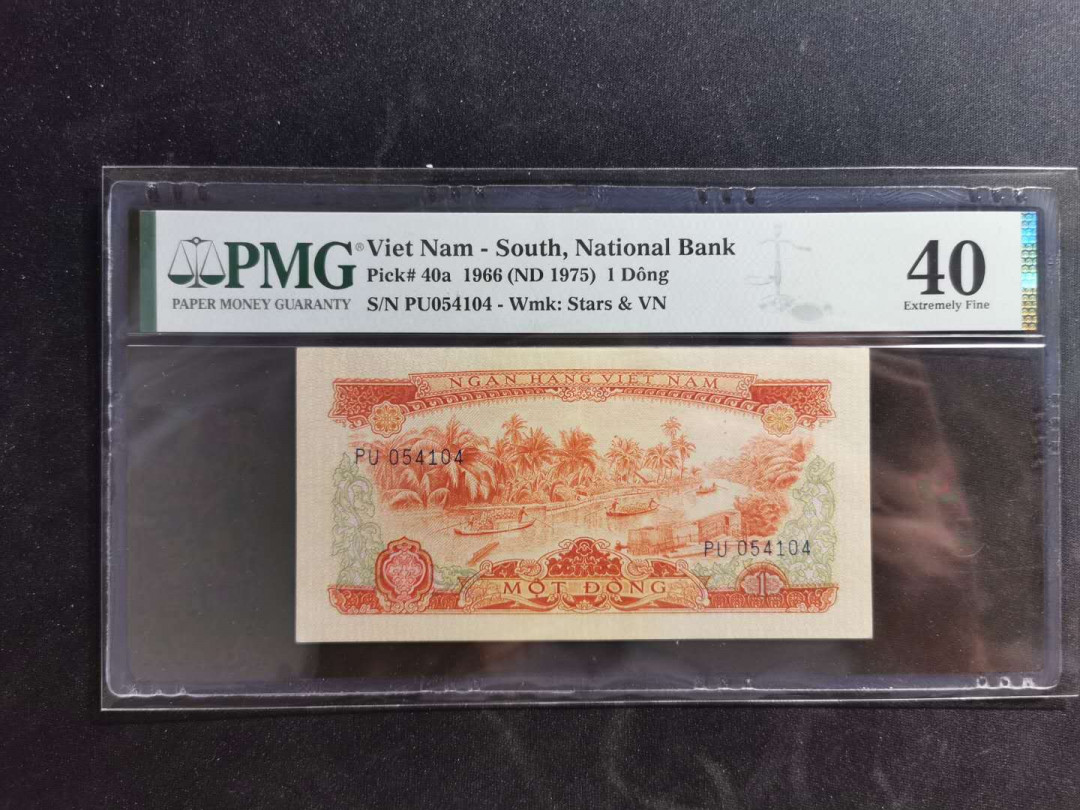 PMG®
PAPER MONEY GUARANTY
Viet Nam - South, National Bank
Pick# 40a 1966 (ND 1975) 1 Dông
S/N PU054104 - Wmk: Stars & VN
40
Extremely Fine
NGAN HANG VIET NAM
PU 054104
PU 054104
MỘT ĐỒNG
1